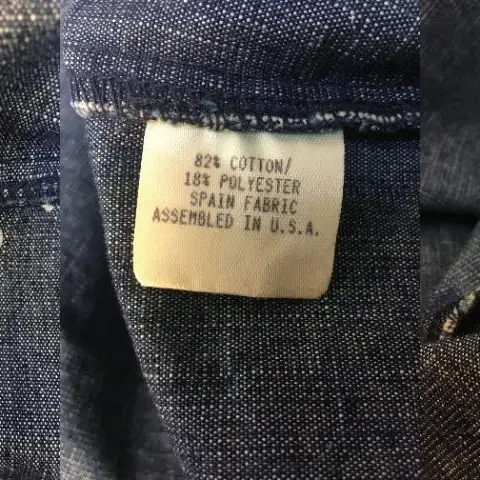 82% COTTON/
18% POLYESTER
SPAIN FABRIC
ASSEMBLED IN U.S.A.